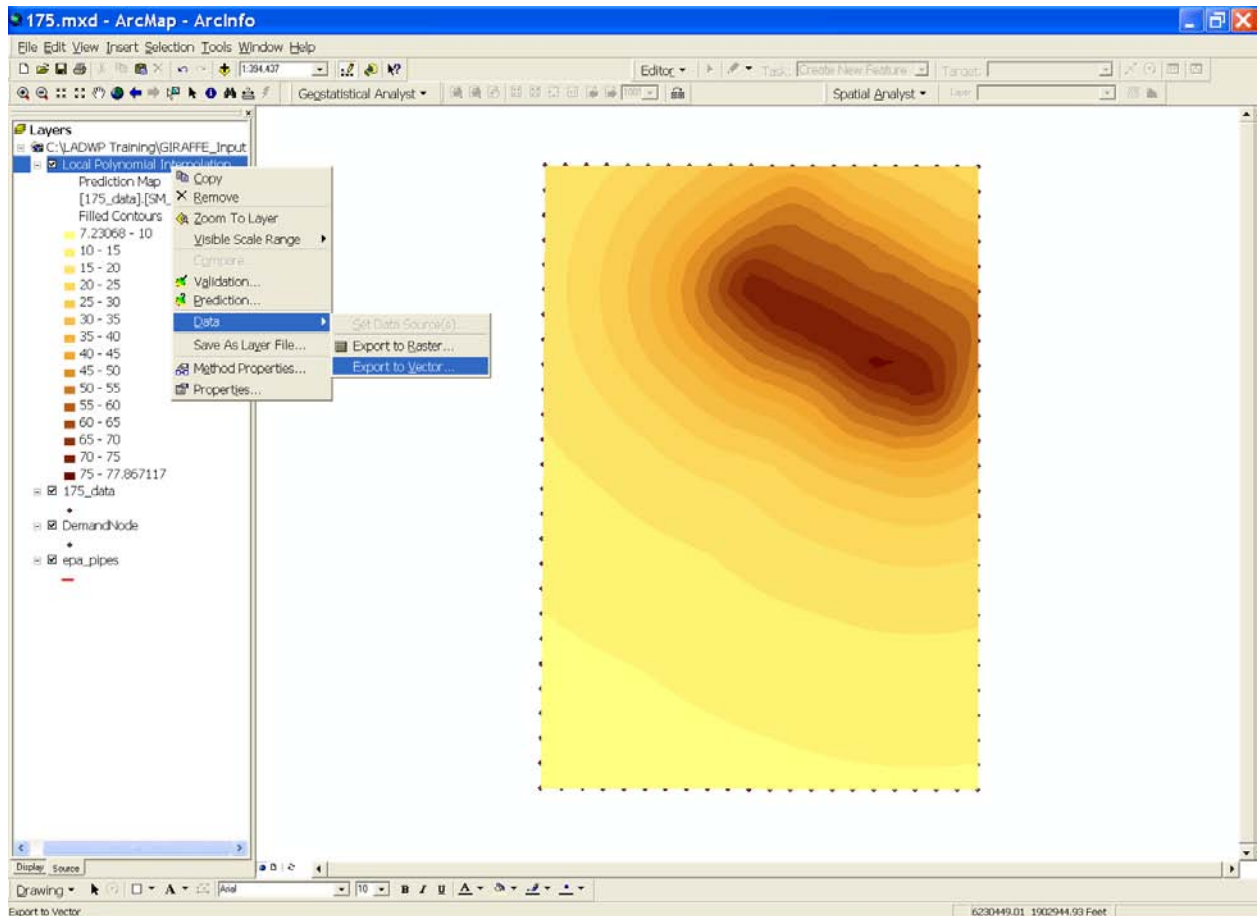 175.mxd - ArcMap - ArcInfo
File Edit View Insert Selection Tools Window Help
1:394,437
Editor
Task: Create New Feature
Target:
Geostatistical Analyst
Spatial Analyst
Layer:
Layers
C:\LADWP Training\GIRAFFE_Input
Local Polynomial Interpolation
Prediction Map
[175_data].[SM_
Filled Contours
7.23068 - 10
10 - 15
15 - 20
20 - 25
25 - 30
30 - 35
35 - 40
40 - 45
45 - 50
50 - 55
55 - 60
60 - 65
65 - 70
70 - 75
75 - 77.867117
175_data
DemandNode
epa_pipes
Copy
Remove
Zoom To Layer
Visible Scale Range
Compare...
Validation...
Prediction...
Data
Save As Layer File...
Method Properties...
Properties...
Set Data Source(s)...
Export to Raster...
Export to Vector...
Display Source
Drawing
A
Arial
10
B I U A
Export to Vector
6230449.01 1902944.93 Feet